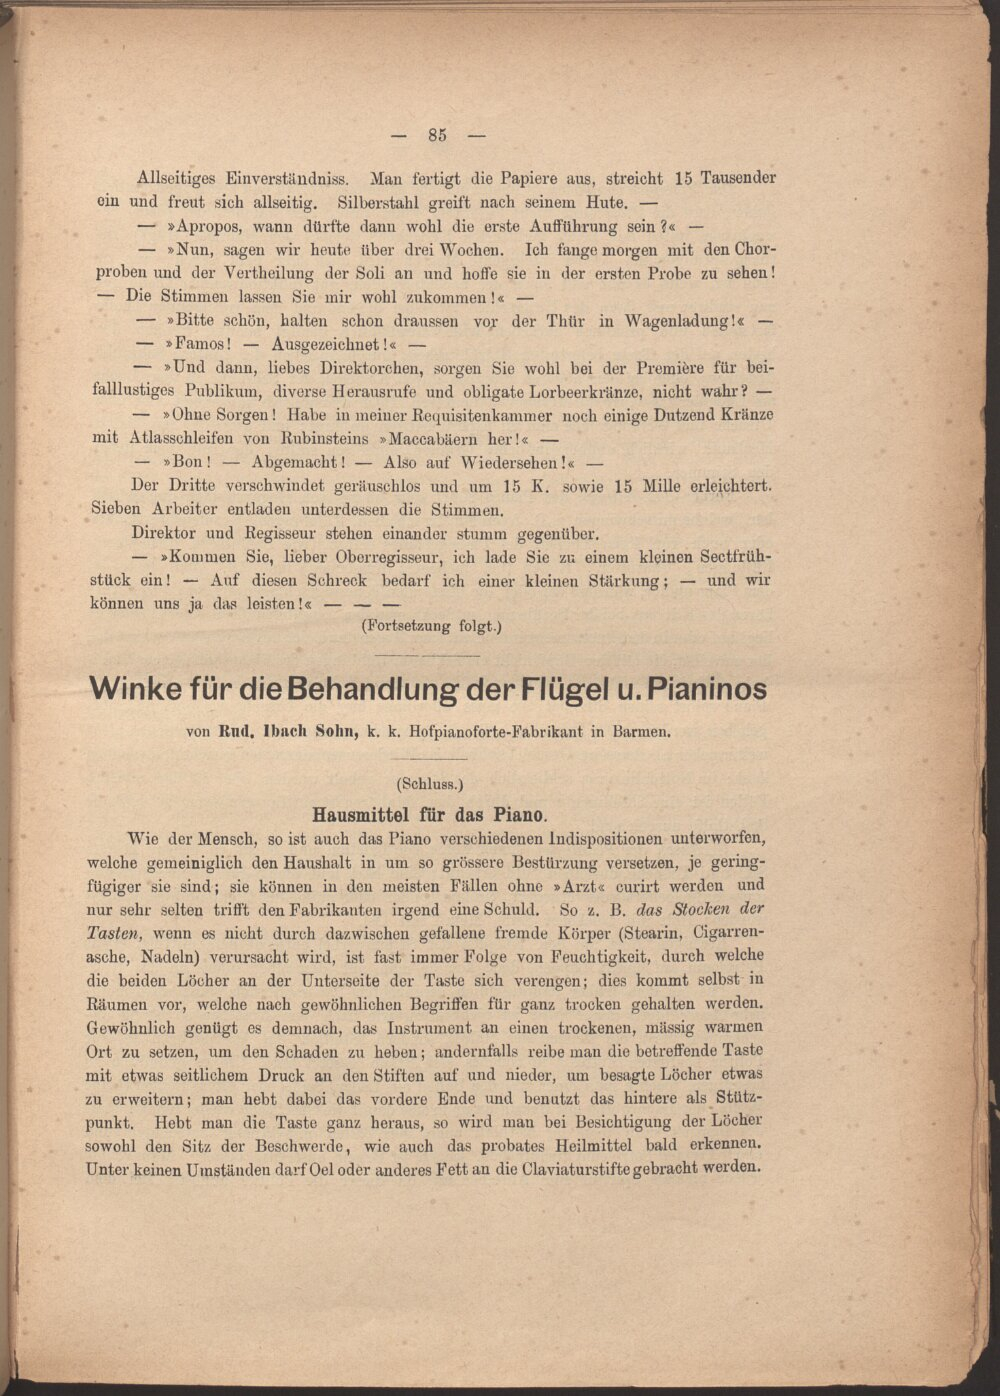 — 85 —
Allseitiges Einverständniss. Man fertigt die Papiere aus, streicht 15 Tausender
ein und freut sich allseitig. Silberstahl greift nach seinem Hute. —
— »Apropos, wann dürfte dann wohl die erste Aufführung sein?« —
— »Nun, sagen wir heute über drei Wochen. Ich fange morgen mit den Chor-
proben und der Vertheilung der Soli an und hoffe sie in der ersten Probe zu sehen!
— Die Stimmen lassen Sie mir wohl zukommen!« —
— »Bitte schön, halten schon draussen vor der Thür in Wagenladung!« —
— »Famos! — Ausgezeichnet!« —
— »Und dann, liebes Direktorchen, sorgen Sie wohl bei der Première für bei-
falllustiges Publikum, diverse Herausrufe und obligate Lorbeerkränze, nicht wahr? —
— »Ohne Sorgen! Habe in meiner Requisitenkammer noch einige Dutzend Kränze
mit Atlasschleifen von Rubinsteins »Maccabäern her!« —
— »Bon! — Abgemacht! — Also auf Wiedersehen!« —
Der Dritte verschwindet geräuschlos und um 15 K. sowie 15 Mille erleichtert.
Sieben Arbeiter entladen unterdessen die Stimmen.
Direktor und Regisseur stehen einander stumm gegenüber.
— »Kommen Sie, lieber Oberregisseur, ich lade Sie zu einem kleinen Sectfrüh-
stück ein! — Auf diesen Schreck bedarf ich einer kleinen Stärkung; — und wir
können uns ja das leisten!« — — —
(Fortsetzung folgt.)
Winke für die Behandlung der Flügel u. Pianinos
von Rud. Ibach Sohn, k. k. Hofpianoforte-Fabrikant in Barmen.
(Schluss.)
Hausmittel für das Piano.
Wie der Mensch, so ist auch das Piano verschiedenen Indispositionen unterworfen,
welche gemeiniglich den Haushalt in um so grössere Bestürzung versetzen, je gering-
fügiger sie sind; sie können in den meisten Fällen ohne »Arzt« curirt werden und
nur sehr selten trifft den Fabrikanten irgend eine Schuld. So z. B. das Stocken der
Tasten, wenn es nicht durch dazwischen gefallene fremde Körper (Stearin, Cigarren-
asche, Nadeln) verursacht wird, ist fast immer Folge von Feuchtigkeit, durch welche
die beiden Löcher an der Unterseite der Taste sich verengen; dies kommt selbst in
Räumen vor, welche nach gewöhnlichen Begriffen für ganz trocken gehalten werden.
Gewöhnlich genügt es demnach, das Instrument an einen trockenen, mässig warmen
Ort zu setzen, um den Schaden zu heben; andernfalls reibe man die betreffende Taste
mit etwas seitlichem Druck an den Stiften auf und nieder, um besagte Löcher etwas
zu erweitern; man hebt dabei das vordere Ende und benutzt das hintere als Stütz-
punkt. Hebt man die Taste ganz heraus, so wird man bei Besichtigung der Löcher
sowohl den Sitz der Beschwerde, wie auch das probates Heilmittel bald erkennen.
Unter keinen Umständen darf Oel oder anderes Fett an die Claviaturstifte gebracht werden.